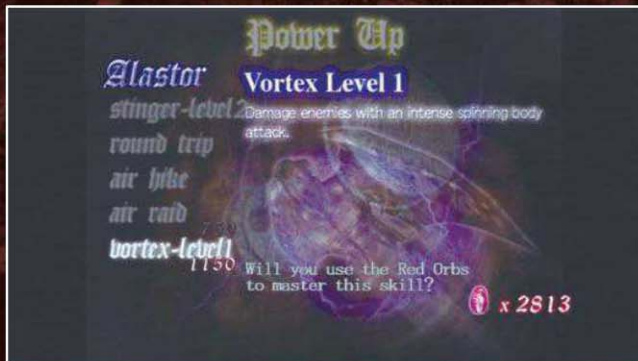 Power Up
Alastor
Vortex Level 1
stinger-level2
Damage enemies with an intense spinning body
attack.
round trip
air hike
air raid
vortex-level1
1150
Will you use the Red Orbs
to master this skill?
x 2813